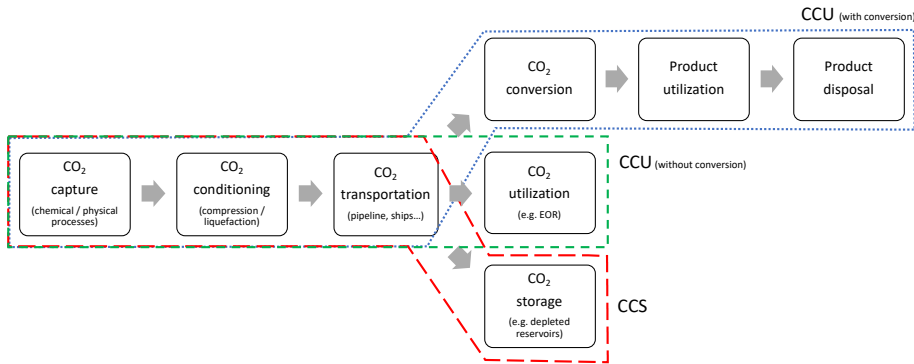 CCU (with conversion)
CO₂
conversion
Product
utilization
Product
disposal
CO₂
capture
(chemical / physical
processes)
CO₂
conditioning
(compression /
liquefaction)
CO₂
transportation
(pipeline, ships...)
CO₂
utilization
(e.g. EOR)
CCU (without conversion)
CO₂
storage
(e.g. depleted
reservoirs)
CCS